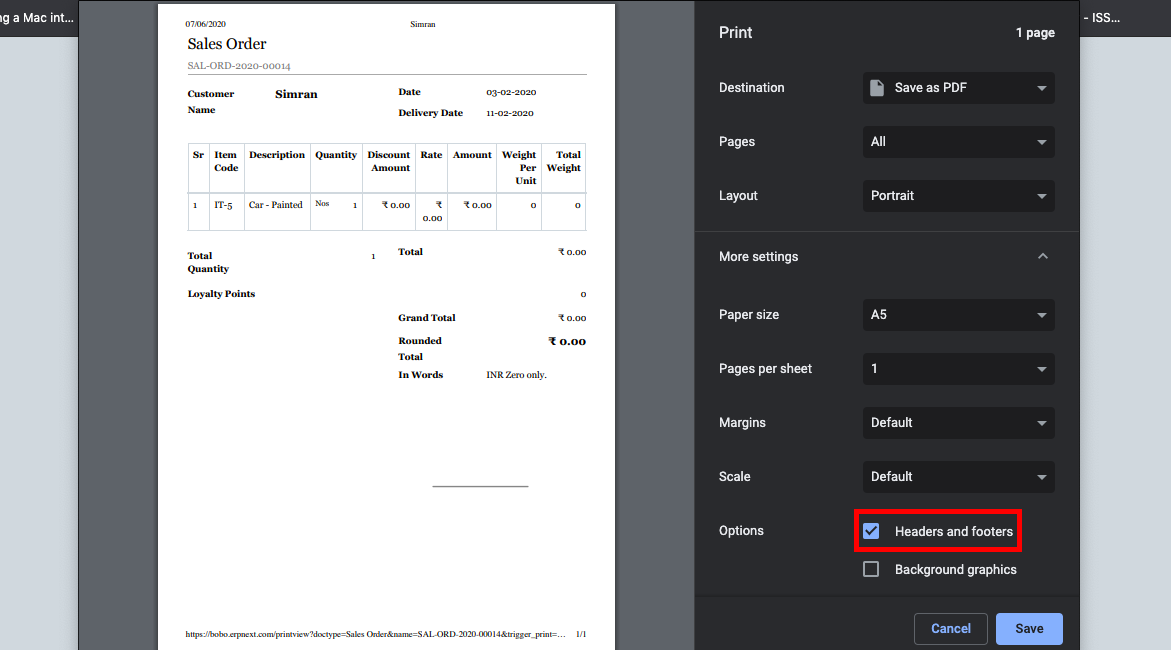 ng a Mac int...
- ISS...
07/06/2020 Simran
Sales Order
SAL-ORD-2020-00014
Customer Name Simran
Date 03-02-2020
Delivery Date 11-02-2020
Sr Item Code Description Quantity Discount Amount Rate Amount Weight Per Unit Total Weight
1 IT-5 Car - Painted Nos 1 ₹ 0.00 ₹ 0.00 ₹ 0.00 0 0
Total Quantity 1
Total ₹ 0.00
Loyalty Points 0
Grand Total ₹ 0.00
Rounded Total ₹ 0.00
In Words INR Zero only.
https://bobo.erpnext.com/printview?doctype=Sales Order&name=SAL-ORD-2020-00014&trigger_print=... 1/1
Print 1 page
Destination Save as PDF
Pages All
Layout Portrait
More settings
Paper size A5
Pages per sheet 1
Margins Default
Scale Default
Options Headers and footers
Background graphics
Cancel Save